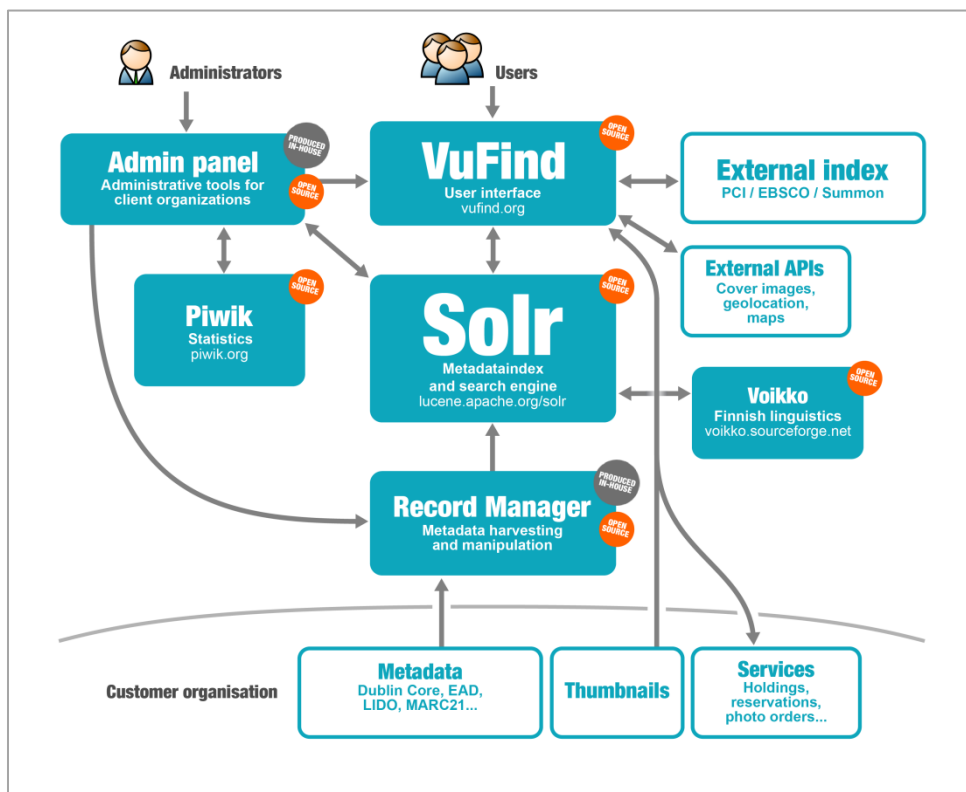 Administrators
Users
PRODUCED
IN-HOUSE
OPEN
SOURCE
Admin panel
Administrative tools for
client organizations
OPEN
SOURCE
VuFind
User interface
vufind.org
External index
PCI / EBSCO / Summon
External APIs
Cover images,
geolocation,
maps
OPEN
SOURCE
Piwik
Statistics
piwik.org
OPEN
SOURCE
Solr
Metadataindex
and search engine
lucene.apache.org/solr
OPEN
SOURCE
Voikko
Finnish linguistics
voikko.sourceforge.net
PRODUCED
IN-HOUSE
OPEN
SOURCE
Record Manager
Metadata harvesting
and manipulation
Customer organisation
Metadata
Dublin Core, EAD,
LIDO, MARC21...
Thumbnails
Services
Holdings,
reservations,
photo orders...